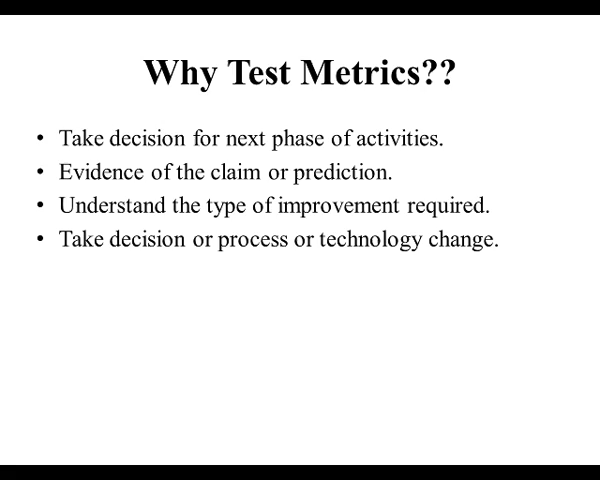 Why Test Metrics??
• Take decision for next phase of activities.
• Evidence of the claim or prediction.
• Understand the type of improvement required.
• Take decision or process or technology change.